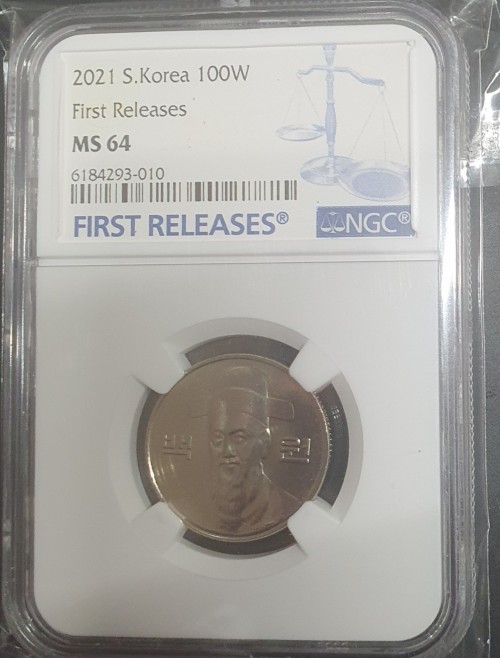 2021 S.Korea 100W
First Releases
MS 64
6184293-010
FIRST RELEASES®
NGC®
백 원